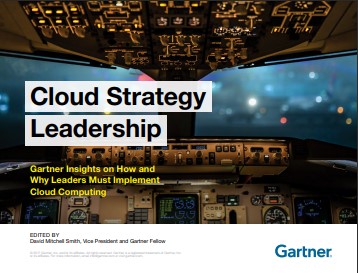 Cloud Strategy
Leadership
Gartner Insights on How and
Why Leaders Must Implement
Cloud Computing
EDITED BY
David Mitchell Smith, Vice President and Gartner Fellow
Gartner